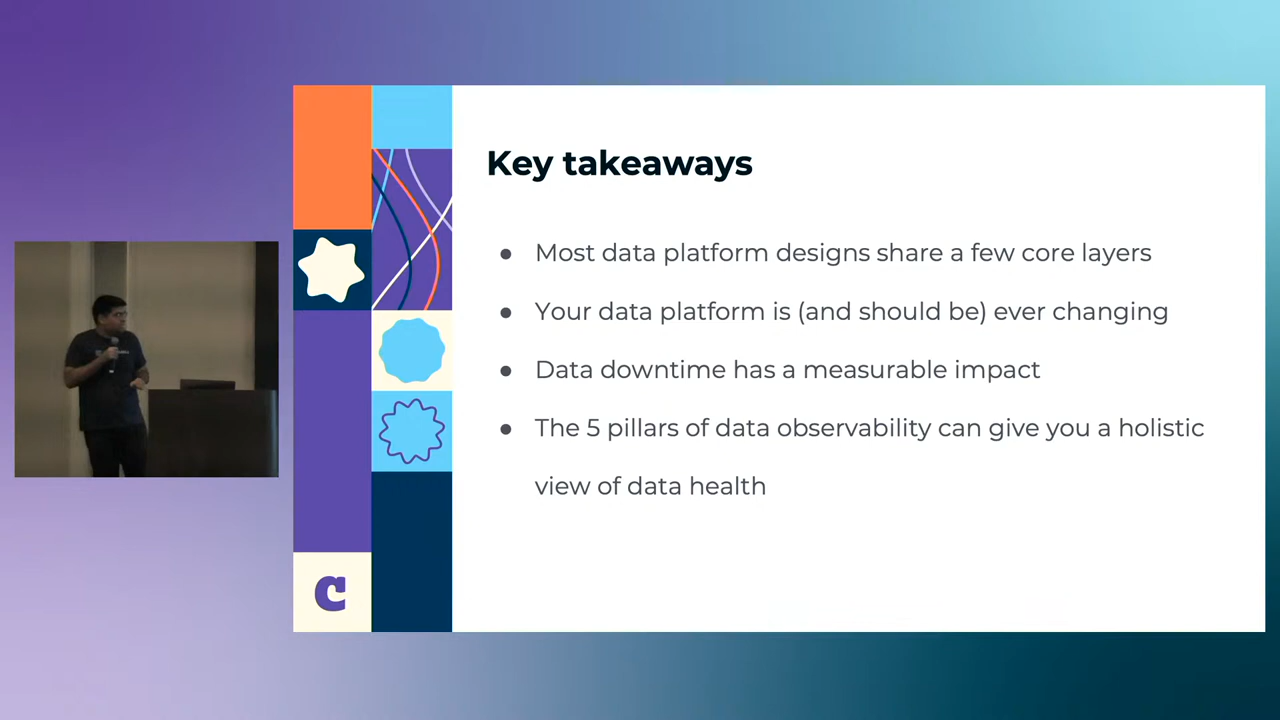 Key takeaways
● Most data platform designs share a few core layers
● Your data platform is (and should be) ever changing
● Data downtime has a measurable impact
● The 5 pillars of data observability can give you a holistic
view of data health
C